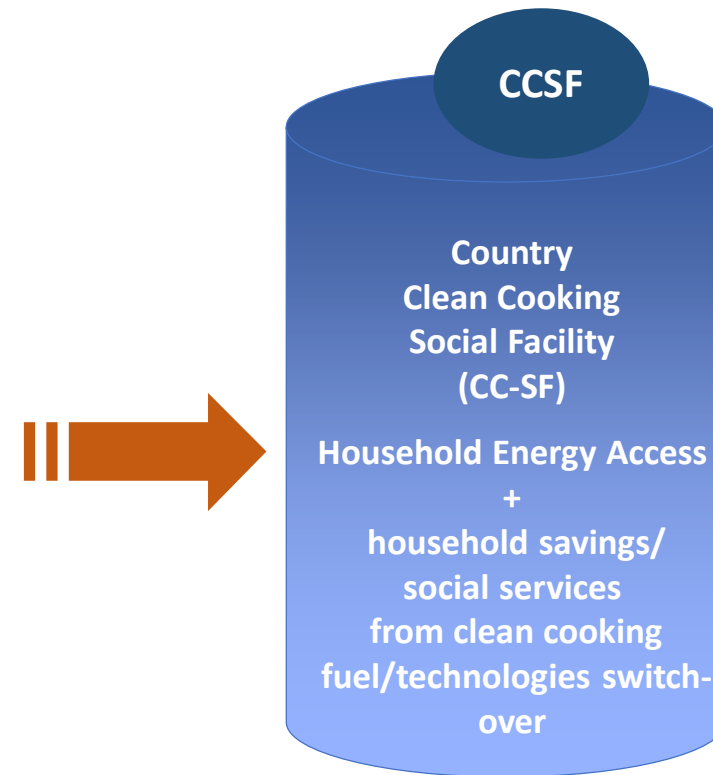 CCSF
Country
Clean Cooking
Social Facility
(CC-SF)
Household Energy Access
+
household savings/
social services
from clean cooking
fuel/technologies switch-
over